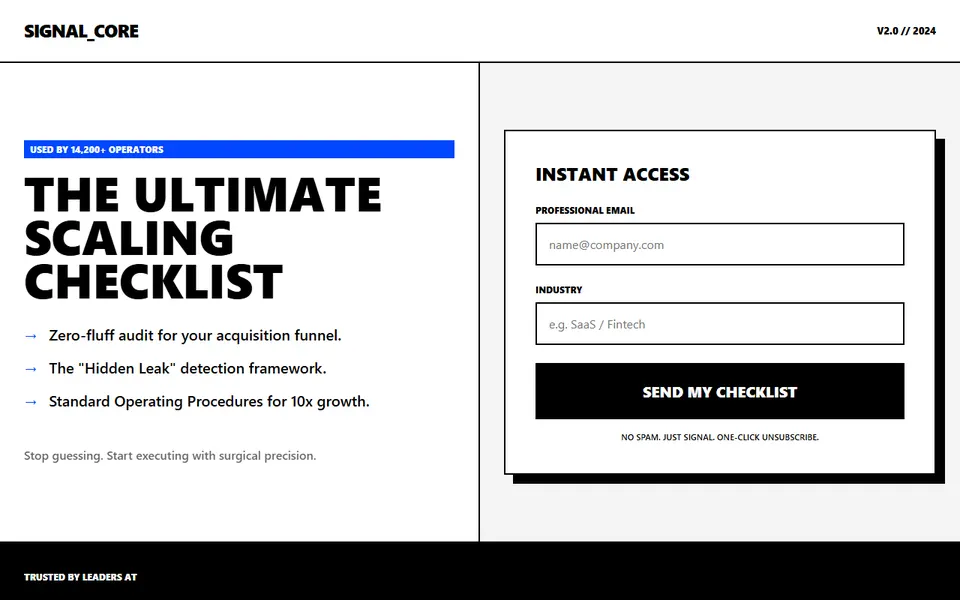 SIGNAL_CORE
V2.0 // 2024
USED BY 14,200+ OPERATORS
THE ULTIMATE
SCALING
CHECKLIST
→ Zero-fluff audit for your acquisition funnel.
→ The "Hidden Leak" detection framework.
→ Standard Operating Procedures for 10x growth.
Stop guessing. Start executing with surgical precision.
INSTANT ACCESS
PROFESSIONAL EMAIL
name@company.com
INDUSTRY
e.g. SaaS / Fintech
SEND MY CHECKLIST
NO SPAM. JUST SIGNAL. ONE-CLICK UNSUBSCRIBE.
TRUSTED BY LEADERS AT